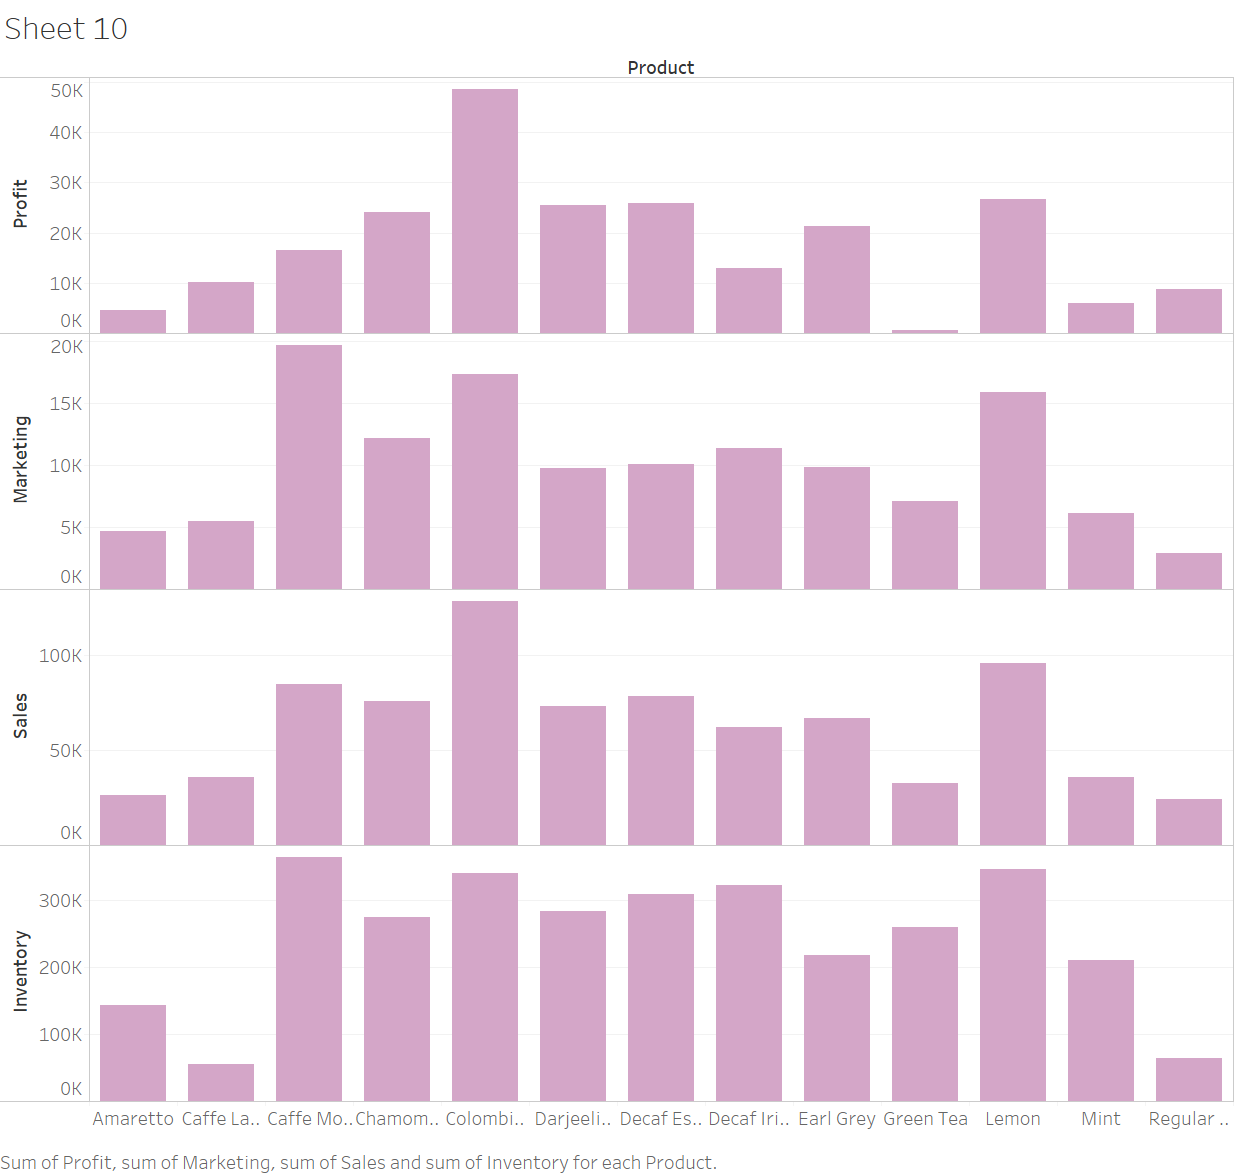 Sheet 10
Product
Profit
50K
40K
30K
20K
10K
0K
Marketing
20K
15K
10K
5K
0K
Sales
100K
50K
0K
Inventory
300K
200K
100K
0K
Amaretto Caffe La.. Caffe Mo.. Chamom.. Colombi.. Darjeeli.. Decaf Es.. Decaf Iri.. Earl Grey Green Tea Lemon Mint Regular ..
Sum of Profit, sum of Marketing, sum of Sales and sum of Inventory for each Product.